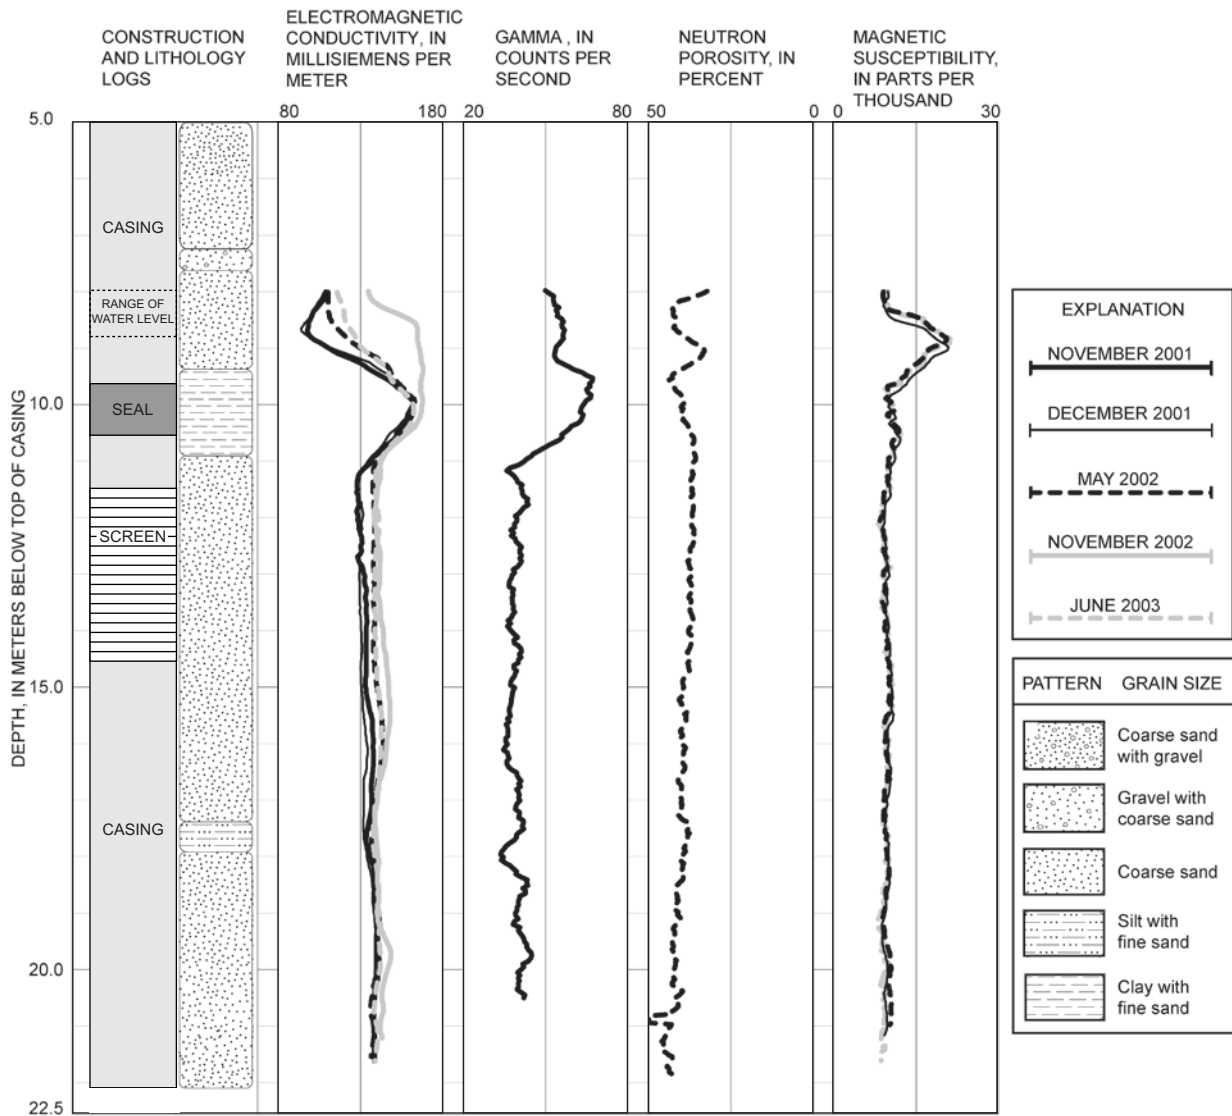 CONSTRUCTION
AND LITHOLOGY
LOGS
ELECTROMAGNETIC
CONDUCTIVITY, IN
MILLISIEMENS PER
METER
GAMMA , IN
COUNTS PER
SECOND
NEUTRON
POROSITY, IN
PERCENT
MAGNETIC
SUSCEPTIBILITY,
IN PARTS PER
THOUSAND
80 180 20 80 50 0 0 30
DEPTH, IN METERS BELOW TOP OF CASING
5.0
10.0
15.0
20.0
22.5
CASING
RANGE OF
WATER LEVEL
SEAL
SCREEN
CASING
EXPLANATION
NOVEMBER 2001
DECEMBER 2001
MAY 2002
NOVEMBER 2002
JUNE 2003
PATTERN GRAIN SIZE
Coarse sand
with gravel
Gravel with
coarse sand
Coarse sand
Silt with
fine sand
Clay with
fine sand